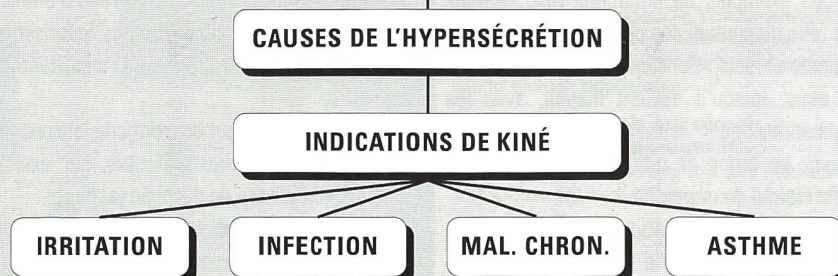 CAUSES DE L'HYPERSÉCRÉTION
INDICATIONS DE KINÉ
IRRITATION
INFECTION
MAL. CHRON.
ASTHME